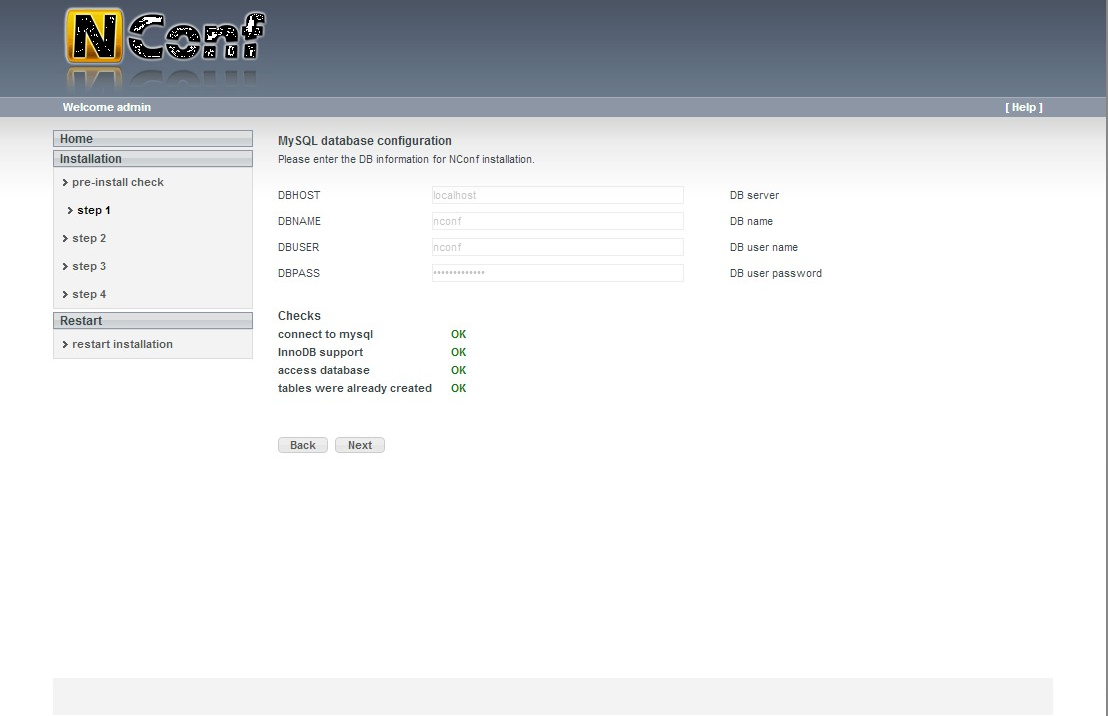 NConf
Welcome admin
[ Help ]
Home
Installation
pre-install check
step 1
step 2
step 3
step 4
Restart
restart installation
MySQL database configuration
Please enter the DB information for NConf installation.
DBHOST localhost DB server
DBNAME nconf DB name
DBUSER nconf DB user name
DBPASS ••••••••••••• DB user password
Checks
connect to mysql OK
InnoDB support OK
access database OK
tables were already created OK
Back Next